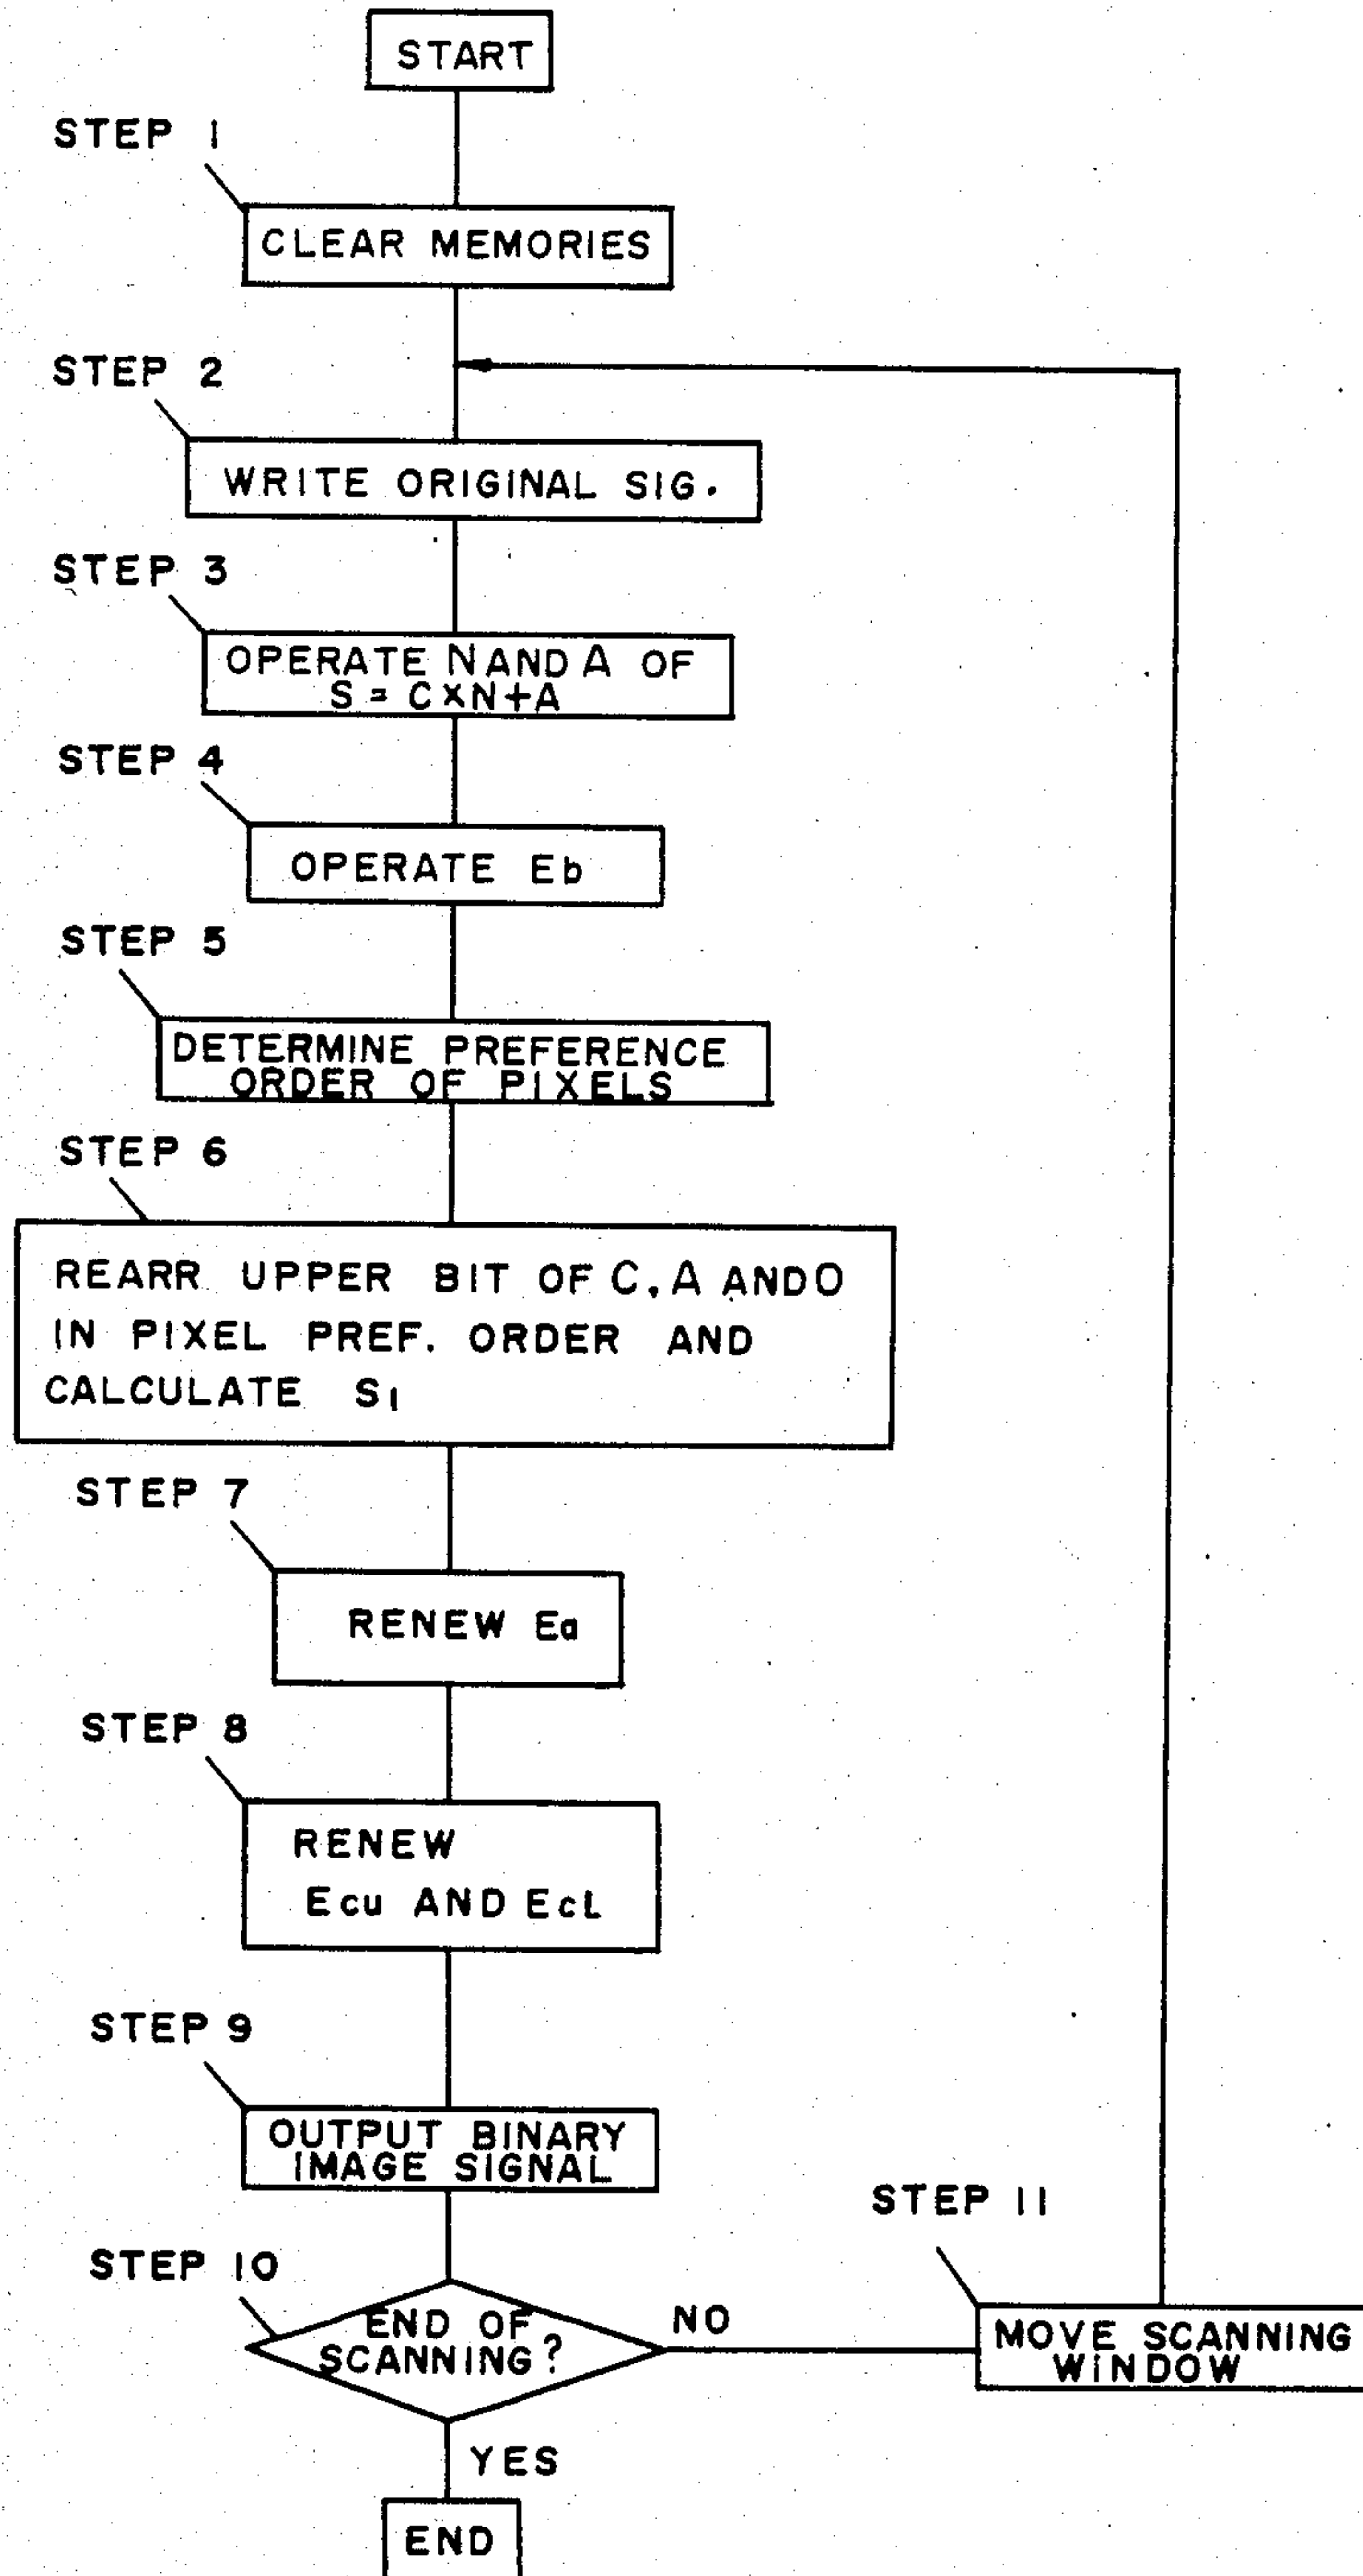 START
STEP 1
CLEAR MEMORIES
STEP 2
WRITE ORIGINAL SIG.
STEP 3
OPERATE N AND A OF
S = C×N+A
STEP 4
OPERATE Eb
STEP 5
DETERMINE PREFERENCE
ORDER OF PIXELS
STEP 6
REARR UPPER BIT OF C, A AND O
IN PIXEL PREF. ORDER AND
CALCULATE S1
STEP 7
RENEW Ea
STEP 8
RENEW
Ecu AND EcL
STEP 9
OUTPUT BINARY
IMAGE SIGNAL
STEP 10
END OF
SCANNING?
NO
STEP 11
MOVE SCANNING
WINDOW
YES
END